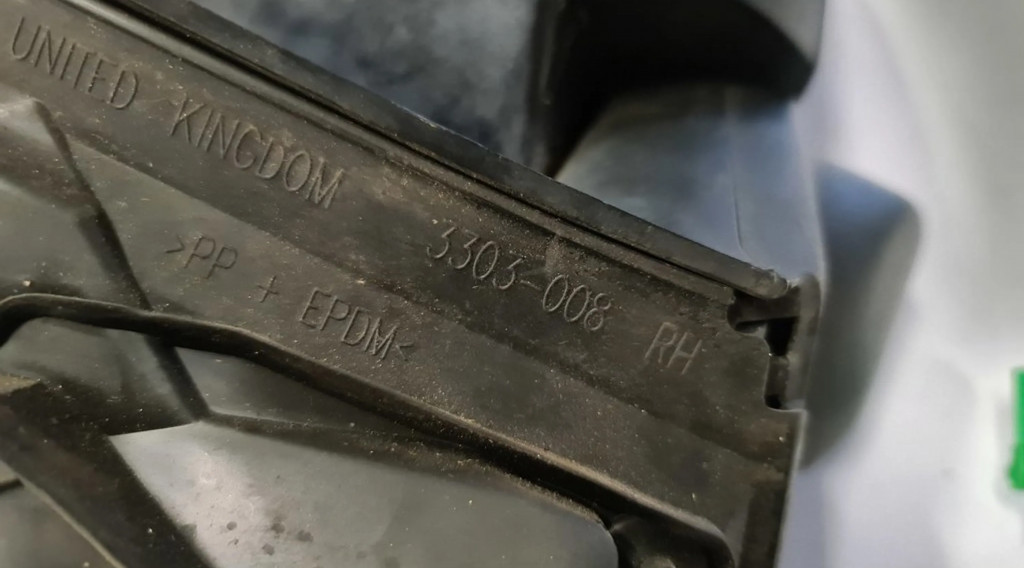 UNITED KINGDOM
3303-008 RH
>PP + EPDM<